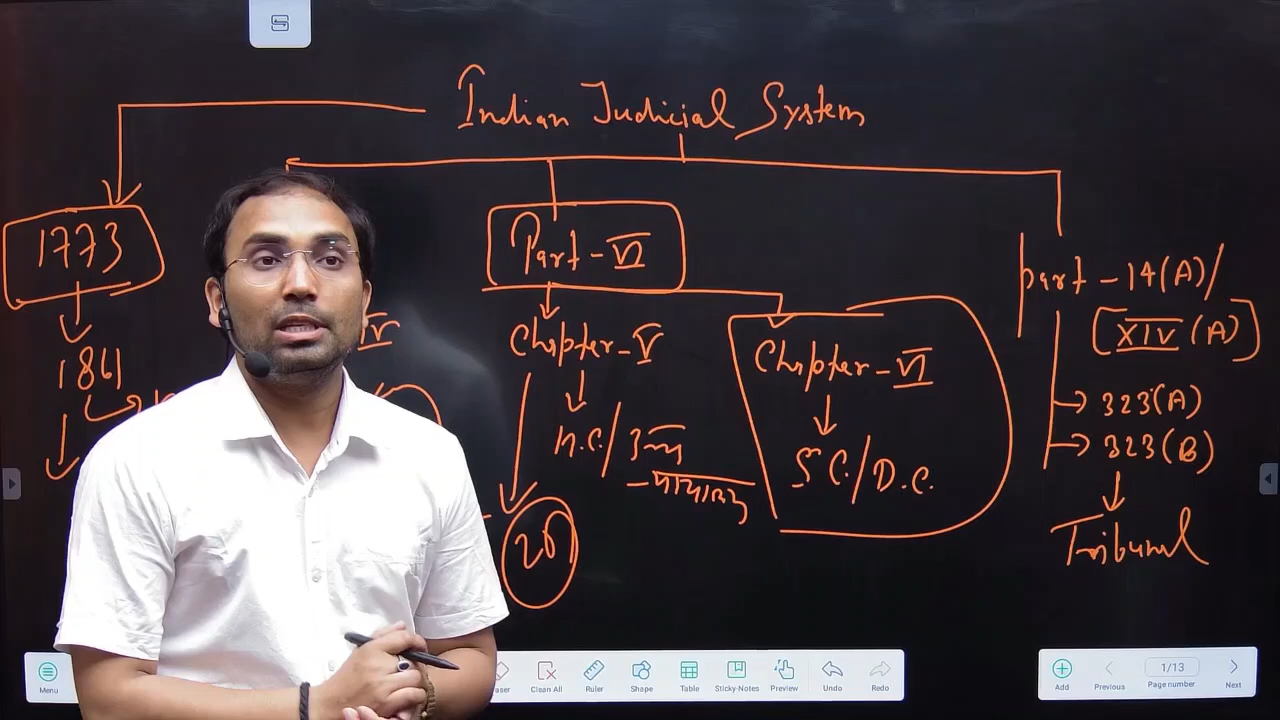 Indian Judicial System
1773
1861
IV
Part - VI
Chapter - V
H.C./ उच्च
न्यायालय
Chapter - VI
S C./D.C.
part - 14(A)/
[XIV (A)]
323(A)
323(B)
Tribunal
Menu
Clean All
Ruler
Shape
Table
Sticky-Notes
Preview
Undo
Redo
Add
Previous
1/13
Page number
Next